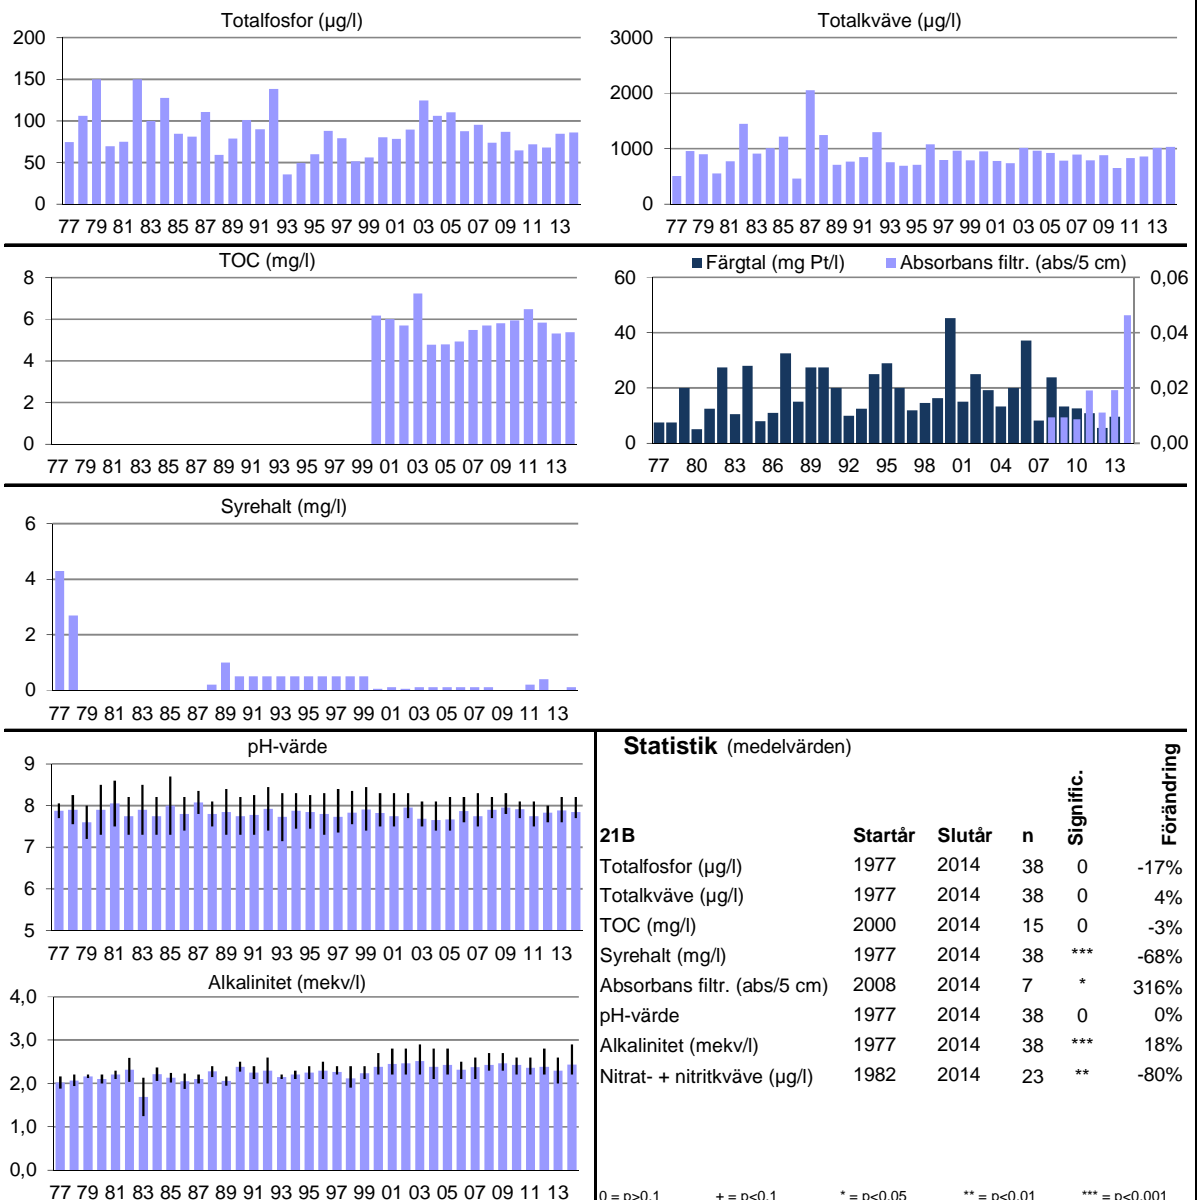 Totalfosfor (µg/l)
200
150
100
50
0
77 79 81 83 85 87 89 91 93 95 97 99 01 03 05 07 09 11 13
Totalkväve (µg/l)
3000
2000
1000
0
77 79 81 83 85 87 89 91 93 95 97 99 01 03 05 07 09 11 13
TOC (mg/l)
8
6
4
2
0
77 79 81 83 85 87 89 91 93 95 97 99 01 03 05 07 09 11 13
Färgtal (mg Pt/l) Absorbans filtr. (abs/5 cm)
60 0,06
40 0,04
20 0,02
0 0,00
77 80 83 86 89 92 95 98 01 04 07 10 13
Syrehalt (mg/l)
6
4
2
0
77 79 81 83 85 87 89 91 93 95 97 99 01 03 05 07 09 11 13
pH-värde
9
8
7
6
5
77 79 81 83 85 87 89 91 93 95 97 99 01 03 05 07 09 11 13
Alkalinitet (mekv/l)
4,0
3,0
2,0
1,0
0,0
77 79 81 83 85 87 89 91 93 95 97 99 01 03 05 07 09 11 13
Statistik (medelvärden)
21B Startår Slutår n Signific. Förändring
Totalfosfor (µg/l) 1977 2014 38 0 -17%
Totalkväve (µg/l) 1977 2014 38 0 4%
TOC (mg/l) 2000 2014 15 0 -3%
Syrehalt (mg/l) 1977 2014 38 *** -68%
Absorbans filtr. (abs/5 cm) 2008 2014 7 * 316%
pH-värde 1977 2014 38 0 0%
Alkalinitet (mekv/l) 1977 2014 38 *** 18%
Nitrat- + nitritkväve (µg/l) 1982 2014 23 ** -80%
0 = p>0,1 + = p<0,1 * = p<0,05 ** = p<0,01 *** = p<0,001